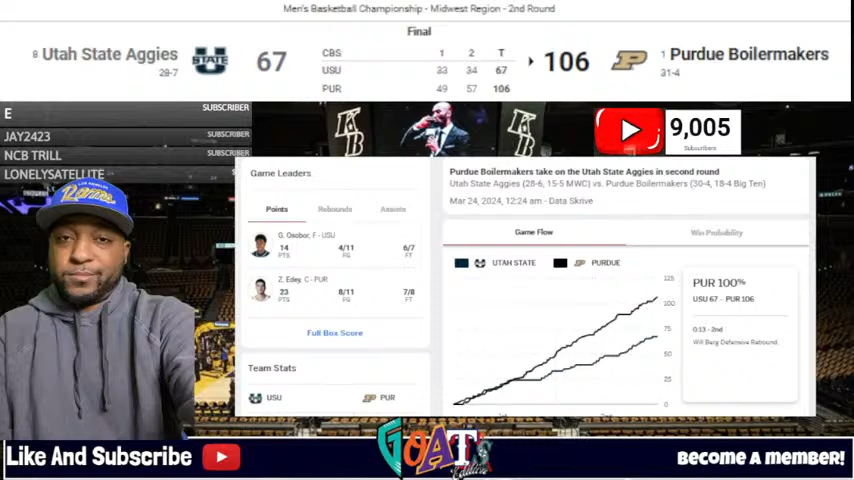 Men's Basketball Championship - Midwest Region - 2nd Round
Final
8 Utah State Aggies
28-7
STATE
67
CBS 1 2 T
USU 33 34 67
PUR 49 57 106
106
P
1 Purdue Boilermakers
31-4
E SUBSCRIBER
JAY2423 SUBSCRIBER
NCB TRILL SUBSCRIBER
LONELYSATELLITE
KB
KB
9,005
Subscribers
LOS ANGELES
Rams
Game Leaders
Points Rebounds Assists
G. Osobor, F - USU
14 4/11 6/7
PTS FG FT
Z. Edey, C - PUR
23 8/11 7/8
PTS FG FT
Full Box Score
Team Stats
USU PUR
Purdue Boilermakers take on the Utah State Aggies in second round
Utah State Aggies (28-6, 15-5 MWC) vs. Purdue Boilermakers (30-4, 18-4 Big Ten)
Mar 24, 2024, 12:24 am - Data Skrive
Game Flow Win Probability
UTAH STATE PURDUE
125
100
75
50
25
0
PUR 100%
USU 67 - PUR 106
0:13 - 2nd
Will Berg Defensive Rebound.
Like And Subscribe
GOAT
Become A Member!